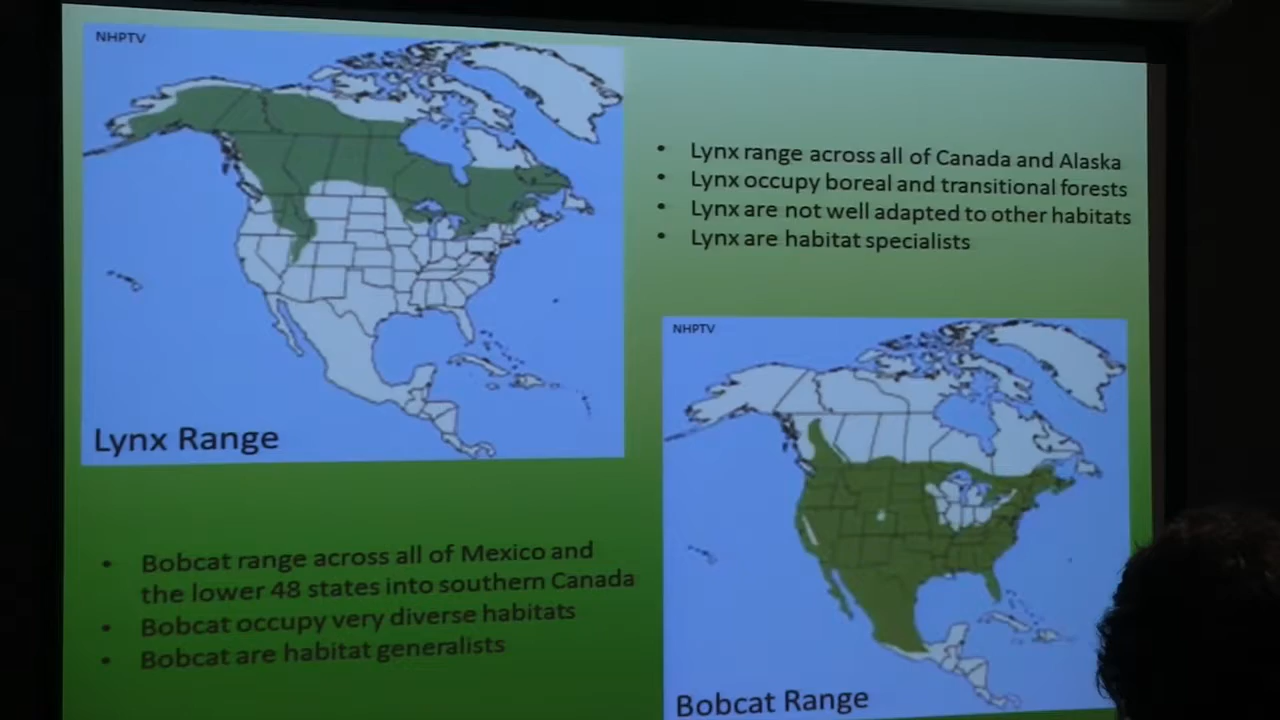 NHPTV
Lynx Range
• Lynx range across all of Canada and Alaska
• Lynx occupy boreal and transitional forests
• Lynx are not well adapted to other habitats
• Lynx are habitat specialists
• Bobcat range across all of Mexico and
the lower 48 states into southern Canada
• Bobcat occupy very diverse habitats
• Bobcat are habitat generalists
NHPTV
Bobcat Range